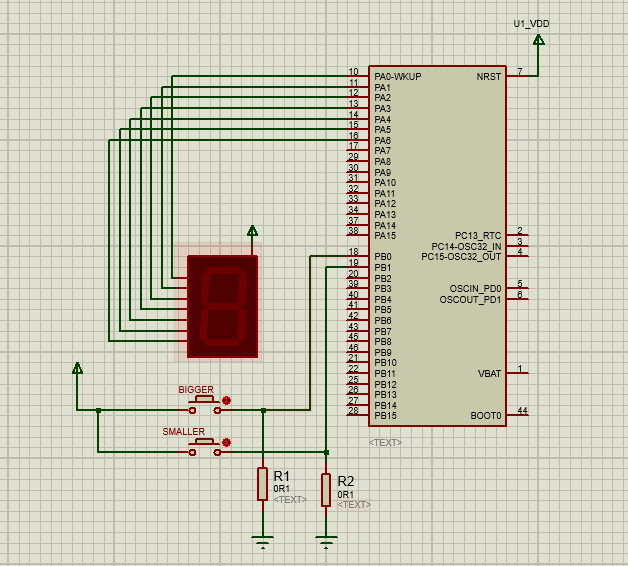 U1_VDD
10 PA0-WKUP NRST 7
11 PA1
12 PA2
13 PA3
14 PA4
15 PA5
16 PA6
17 PA7
29 PA8
30 PA9
31 PA10
32 PA11
33 PA12
34 PA13
37 PA14
38 PA15 PC13_RTC 2
PC14-OSC32_IN 3
18 PB0 PC15-OSC32_OUT 4
19 PB1
20 PB2
39 PB3 OSCIN_PD0 5
40 PB4 OSCOUT_PD1 6
41 PB5
42 PB6
43 PB7
45 PB8
46 PB9
21 PB10
22 PB11 VBAT 1
25 PB12
26 PB13
27 PB14
28 PB15 BOOT0 44
<TEXT>
BIGGER
SMALLER
R1
0R1
<TEXT>
R2
0R1
<TEXT>